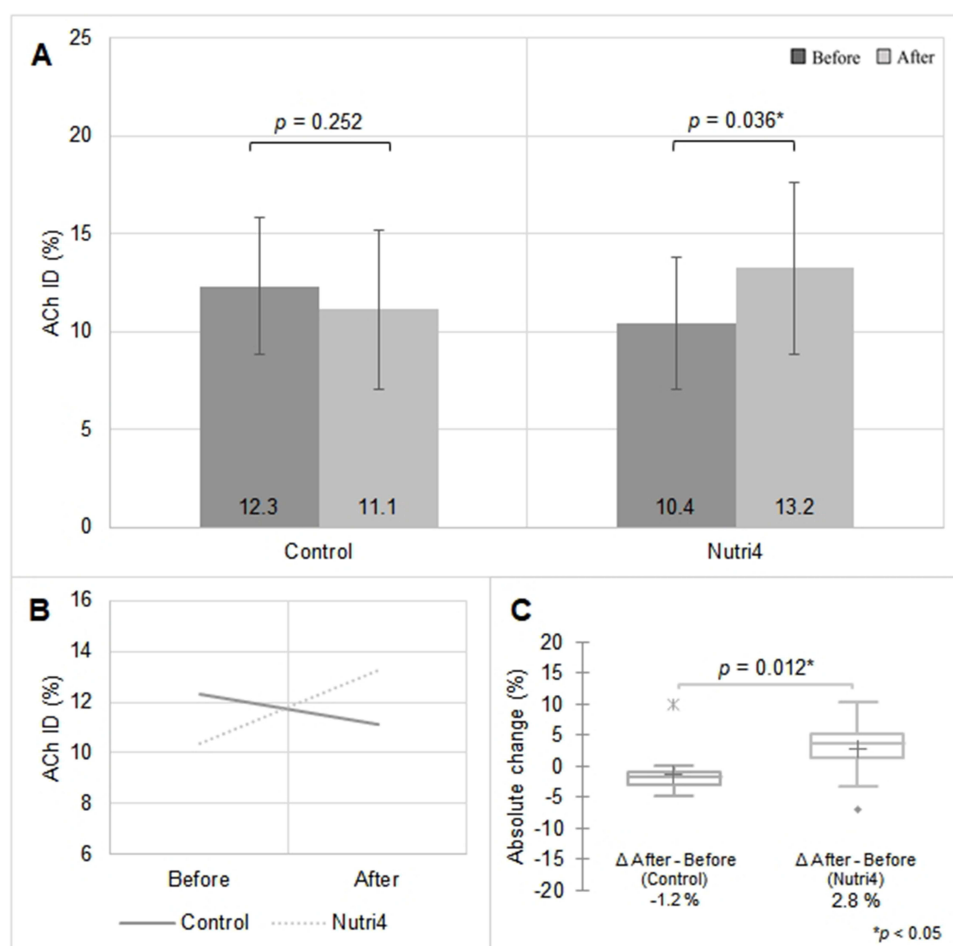 A
25
20
15
10
5
0
ACh ID (%)
Before After
p = 0.252
p = 0.036*
12.3 11.1 10.4 13.2
Control Nutri4
B
16
14
12
10
8
6
ACh ID (%)
Before After
Control Nutri4
C
20
15
10
5
0
-5
-10
-15
-20
Absolute change (%)
p = 0.012*
Δ After - Before
(Control)
-1.2 %
Δ After - Before
(Nutri4)
2.8 %
*p < 0.05